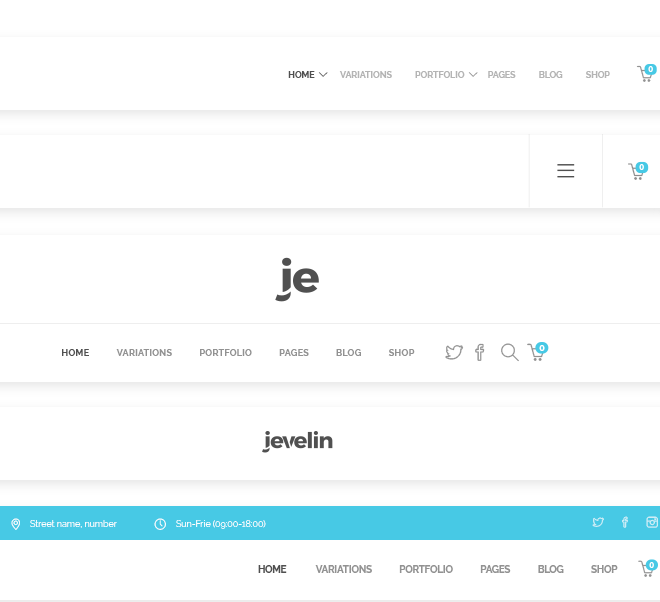 HOME VARIATIONS PORTFOLIO PAGES BLOG SHOP 0
0
je
HOME VARIATIONS PORTFOLIO PAGES BLOG SHOP 0
jevelin
Street name, number Sun-Frie (09:00-18:00)
HOME VARIATIONS PORTFOLIO PAGES BLOG SHOP 0